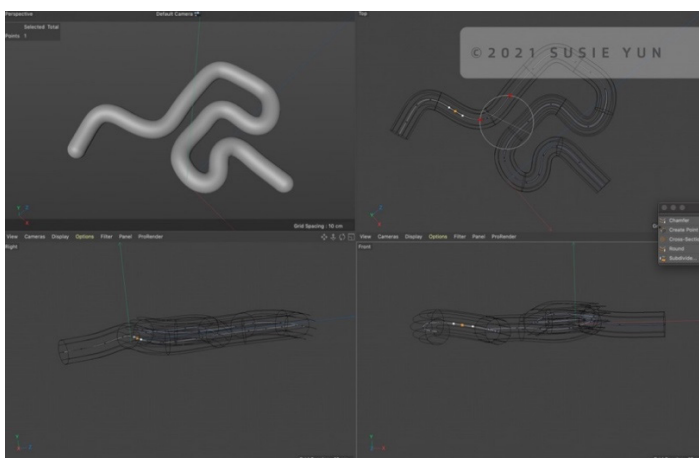 Perspective
Default Camera
Selected Total
Points 1
Grid Spacing : 10 cm
Top
© 2021 SUSIE YUN
View Cameras Display Options Filter Panel ProRender
Right
View Cameras Display Options Filter Panel ProRender
Front
Chamfer
Create Point
Round
Subdivide...